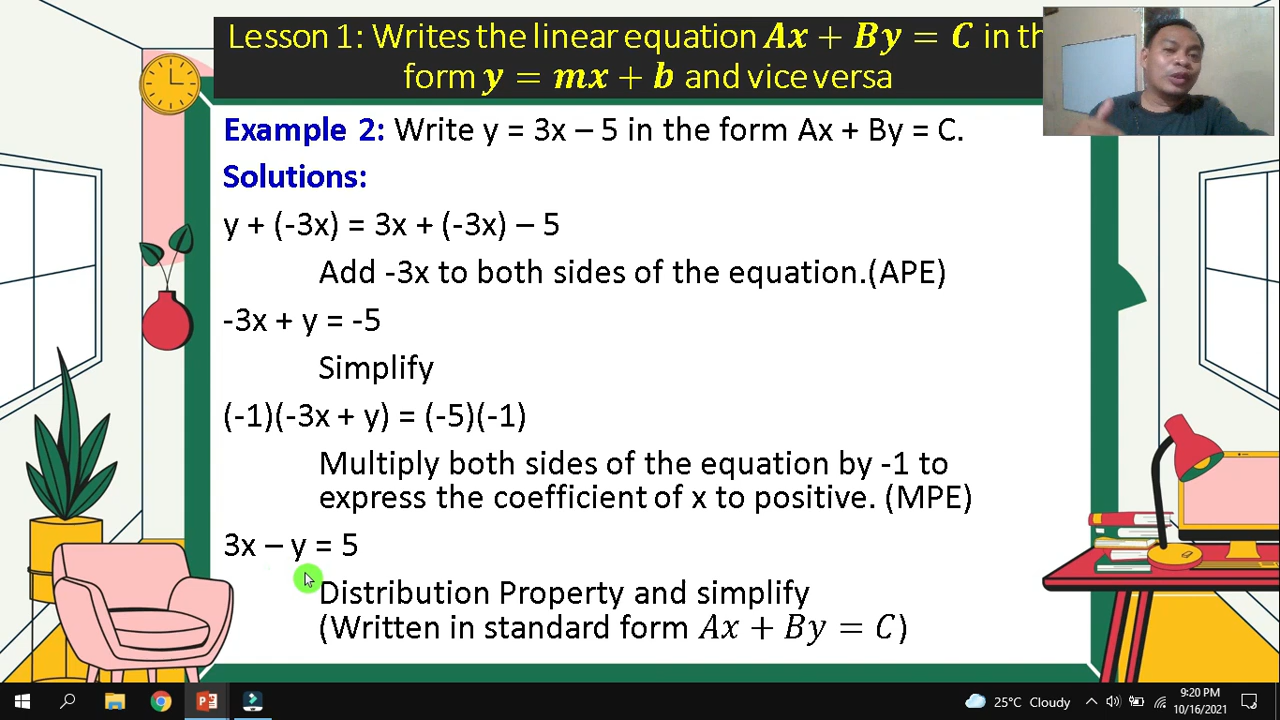 Lesson 1: Writes the linear equation Ax + By = C in th
form y = mx + b and vice versa
Example 2: Write y = 3x – 5 in the form Ax + By = C.
Solutions:
y + (-3x) = 3x + (-3x) – 5
Add -3x to both sides of the equation.(APE)
-3x + y = -5
Simplify
(-1)(-3x + y) = (-5)(-1)
Multiply both sides of the equation by -1 to
express the coefficient of x to positive. (MPE)
3x – y = 5
Distribution Property and simplify
(Written in standard form Ax + By = C)
25°C Cloudy
9:20 PM
10/16/2021